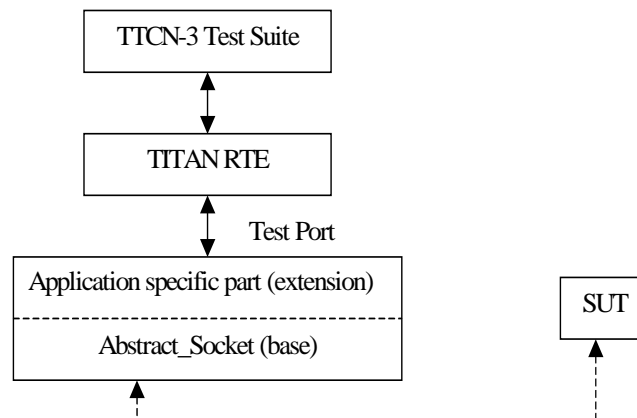 TTCN-3 Test Suite
TITAN RTE
Test Port
Application specific part (extension)
SUT
Abstract_Socket (base)